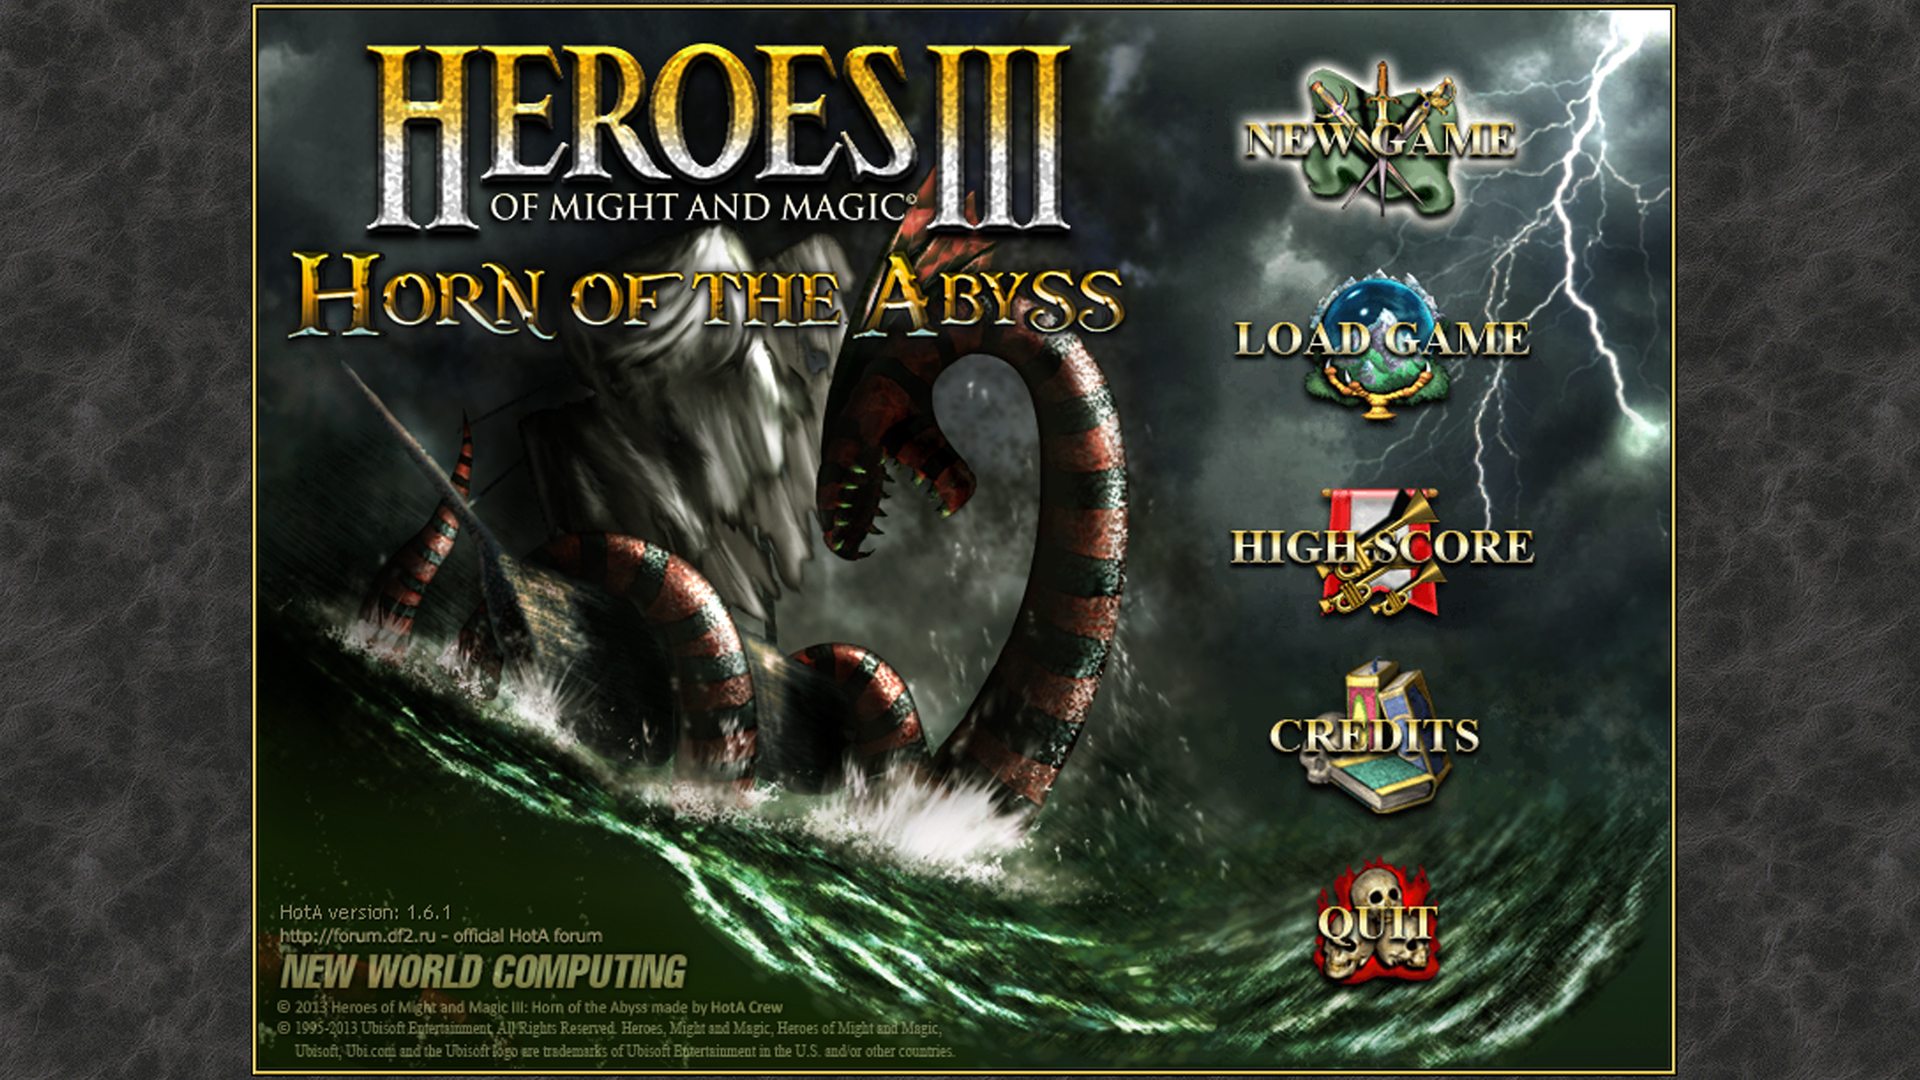 HEROES III
OF MIGHT AND MAGIC®
HORN OF THE ABYSS
NEW GAME
LOAD GAME
HIGH SCORE
CREDITS
QUIT
HotA version: 1.6.1
http://forum.df2.ru - official HotA forum
NEW WORLD COMPUTING
© 2013 Heroes of Might and Magic III: Horn of the Abyss made by HotA Crew
© 1995-2013 Ubisoft Entertainment. All Rights Reserved. Heroes, Might and Magic, Heroes of Might and Magic,
Ubisoft, Ubi.com and the Ubisoft logo are trademarks of Ubisoft Entertainment in the U.S. and/or other countries.